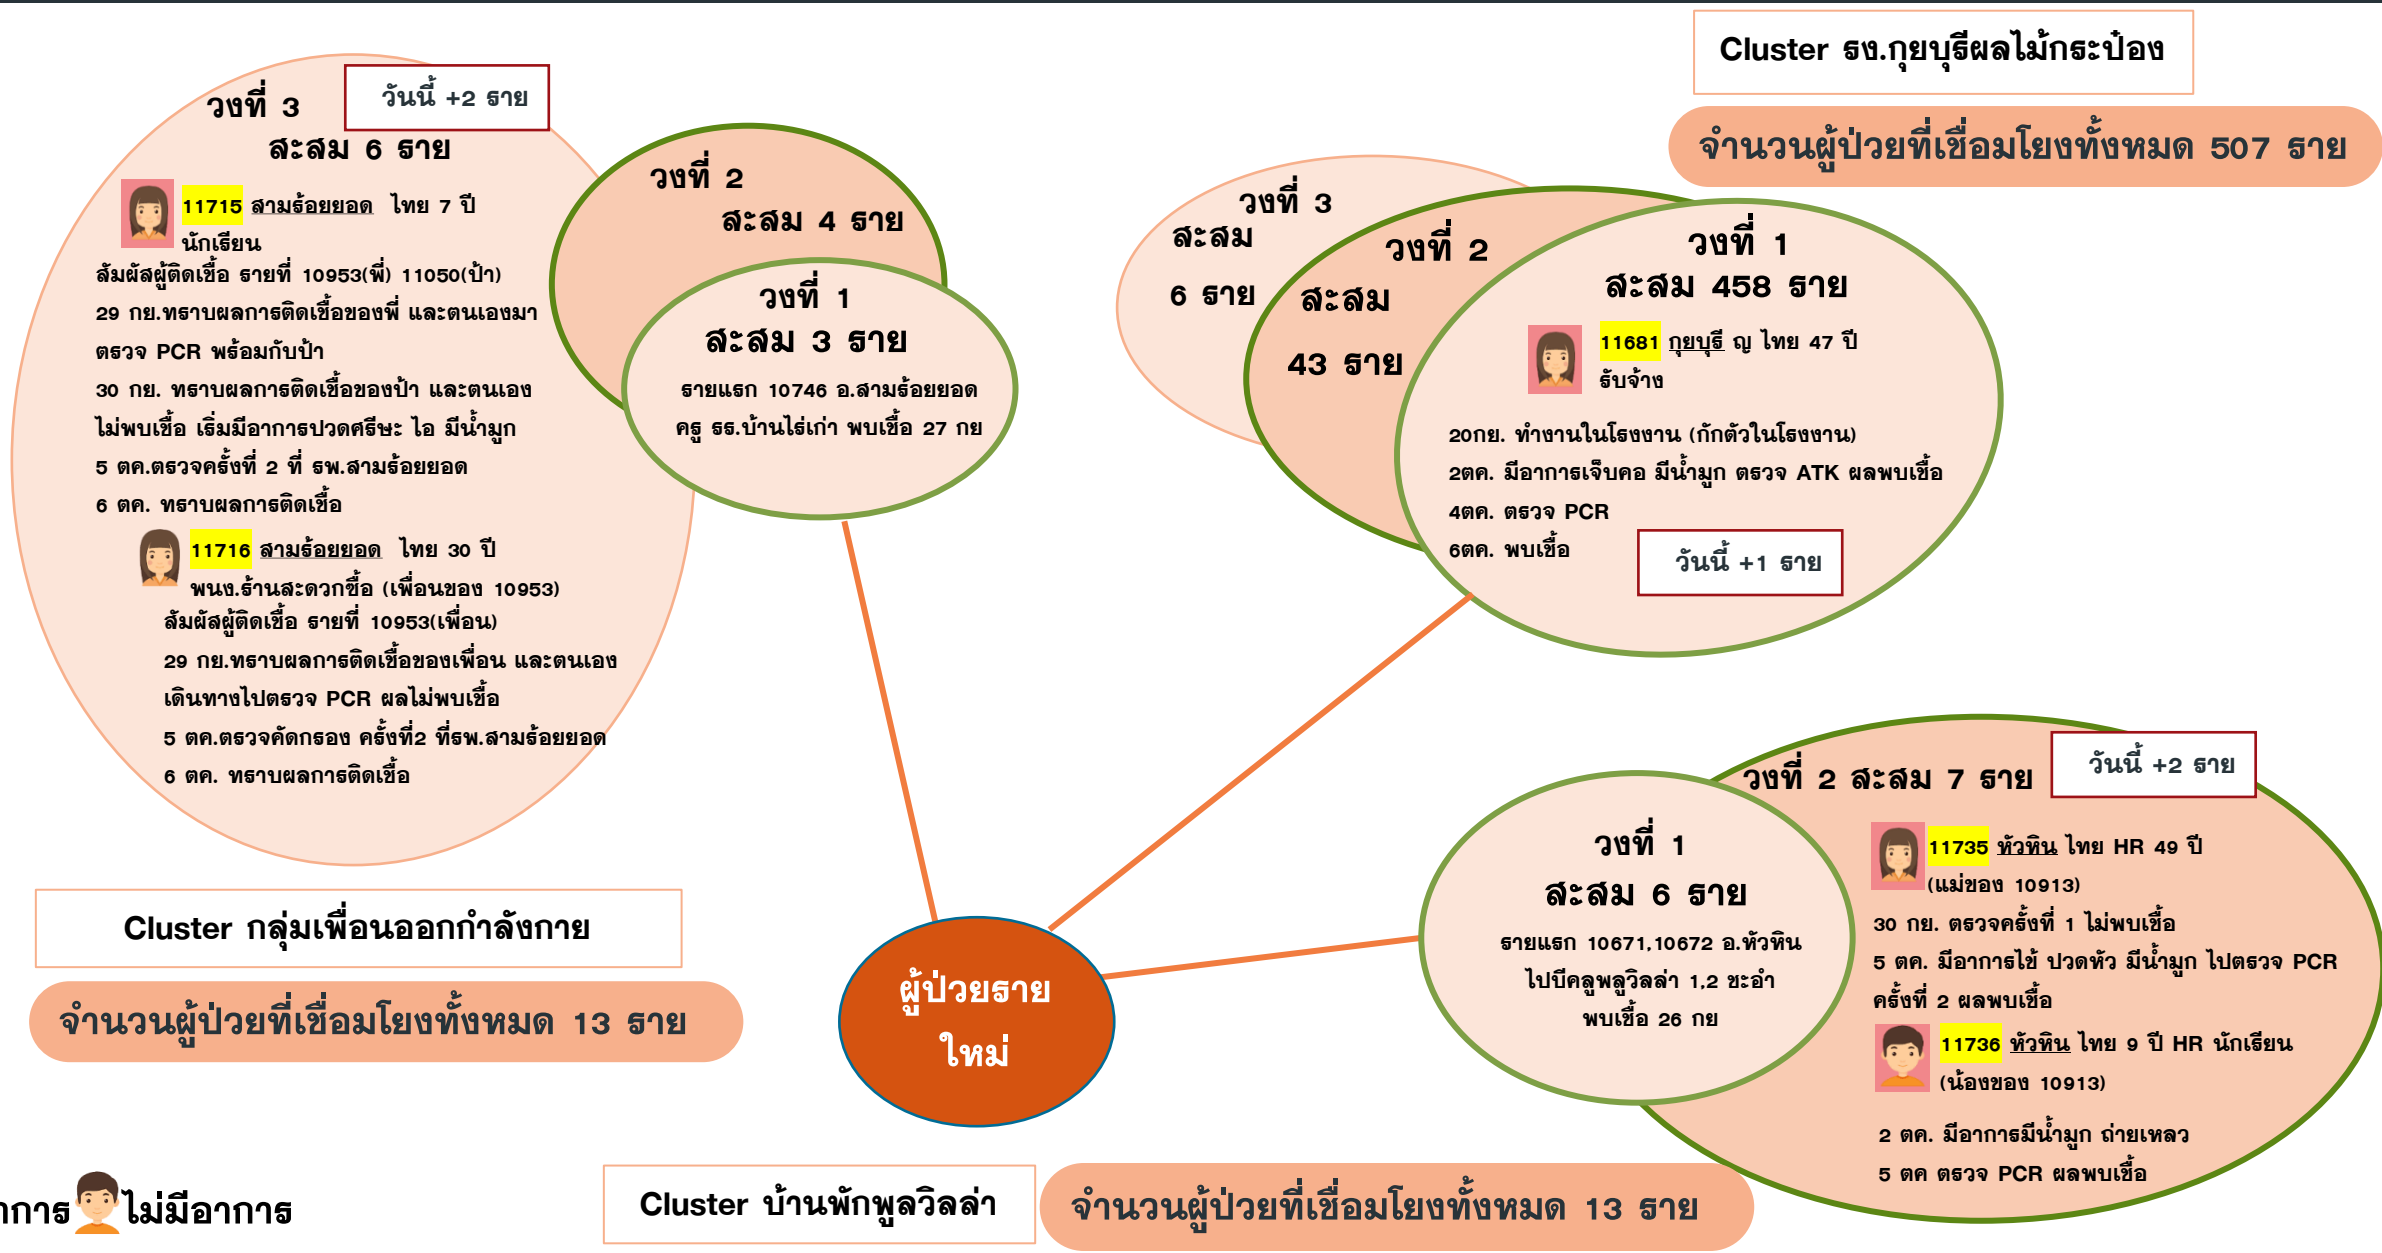 Cluster รง.กุยบุรีผลไม้กระป๋อง
จำนวนผู้ป่วยที่เชื่อมโยงทั้งหมด 507 ราย
วงที่ 3
วันนี้ +2 ราย
สะสม 6 ราย
11715 สามร้อยยอด ไทย 7 ปี
นักเรียน
สัมผัสผู้ติดเชื้อ รายที่ 10953(พี่) 11050(ป้า)
29 กย.ทราบผลการติดเชื้อของพี่ และตนเองมา
ตรวจ PCR พร้อมกับป้า
30 กย. ทราบผลการติดเชื้อของป้า และตนเอง
ไม่พบเชื้อ เริ่มมีอาการปวดศรีษะ ไอ มีน้ำมูก
5 ตค.ตรวจครั้งที่ 2 ที่ รพ.สามร้อยยอด
6 ตค. ทราบผลการติดเชื้อ
11716 สามร้อยยอด ไทย 30 ปี
พนง.ร้านสะดวกซื้อ (เพื่อนของ 10953)
สัมผัสผู้ติดเชื้อ รายที่ 10953(เพื่อน)
29 กย.ทราบผลการติดเชื้อของเพื่อน และตนเอง
เดินทางไปตรวจ PCR ผลไม่พบเชื้อ
5 ตค.ตรวจคัดกรอง ครั้งที่2 ที่รพ.สามร้อยยอด
6 ตค. ทราบผลการติดเชื้อ
วงที่ 2
สะสม 4 ราย
วงที่ 1
สะสม 3 ราย
รายแรก 10746 อ.สามร้อยยอด
ครู รร.บ้านไร่เก่า พบเชื้อ 27 กย
วงที่ 3
สะสม
6 ราย
วงที่ 2
สะสม
43 ราย
วงที่ 1
สะสม 458 ราย
11681 กุยบุรี ญ ไทย 47 ปี
รับจ้าง
20กย. ทำงานในโรงงาน (กักตัวในโรงงาน)
2ตค. มีอาการเจ็บคอ มีน้ำมูก ตรวจ ATK ผลพบเชื้อ
4ตค. ตรวจ PCR
6ตค. พบเชื้อ
วันนี้ +1 ราย
วงที่ 2 สะสม 7 ราย
วันนี้ +2 ราย
วงที่ 1
สะสม 6 ราย
รายแรก 10671,10672 อ.หัวหิน
ไปบีคลูพลูวิลล่า 1,2 ชะอำ
พบเชื้อ 26 กย
11735 หัวหิน ไทย HR 49 ปี
(แม่ของ 10913)
30 กย. ตรวจครั้งที่ 1 ไม่พบเชื้อ
5 ตค. มีอาการไข้ ปวดหัว มีน้ำมูก ไปตรวจ PCR
ครั้งที่ 2 ผลพบเชื้อ
11736 หัวหิน ไทย 9 ปี HR นักเรียน
(น้องของ 10913)
2 ตค. มีอาการมีน้ำมูก ถ่ายเหลว
5 ตค ตรวจ PCR ผลพบเชื้อ
Cluster กลุ่มเพื่อนออกกำลังกาย
จำนวนผู้ป่วยที่เชื่อมโยงทั้งหมด 13 ราย
ผู้ป่วยราย
ใหม่
Cluster บ้านพักพูลวิลล่า
จำนวนผู้ป่วยที่เชื่อมโยงทั้งหมด 13 ราย
ไม่มีอาการ